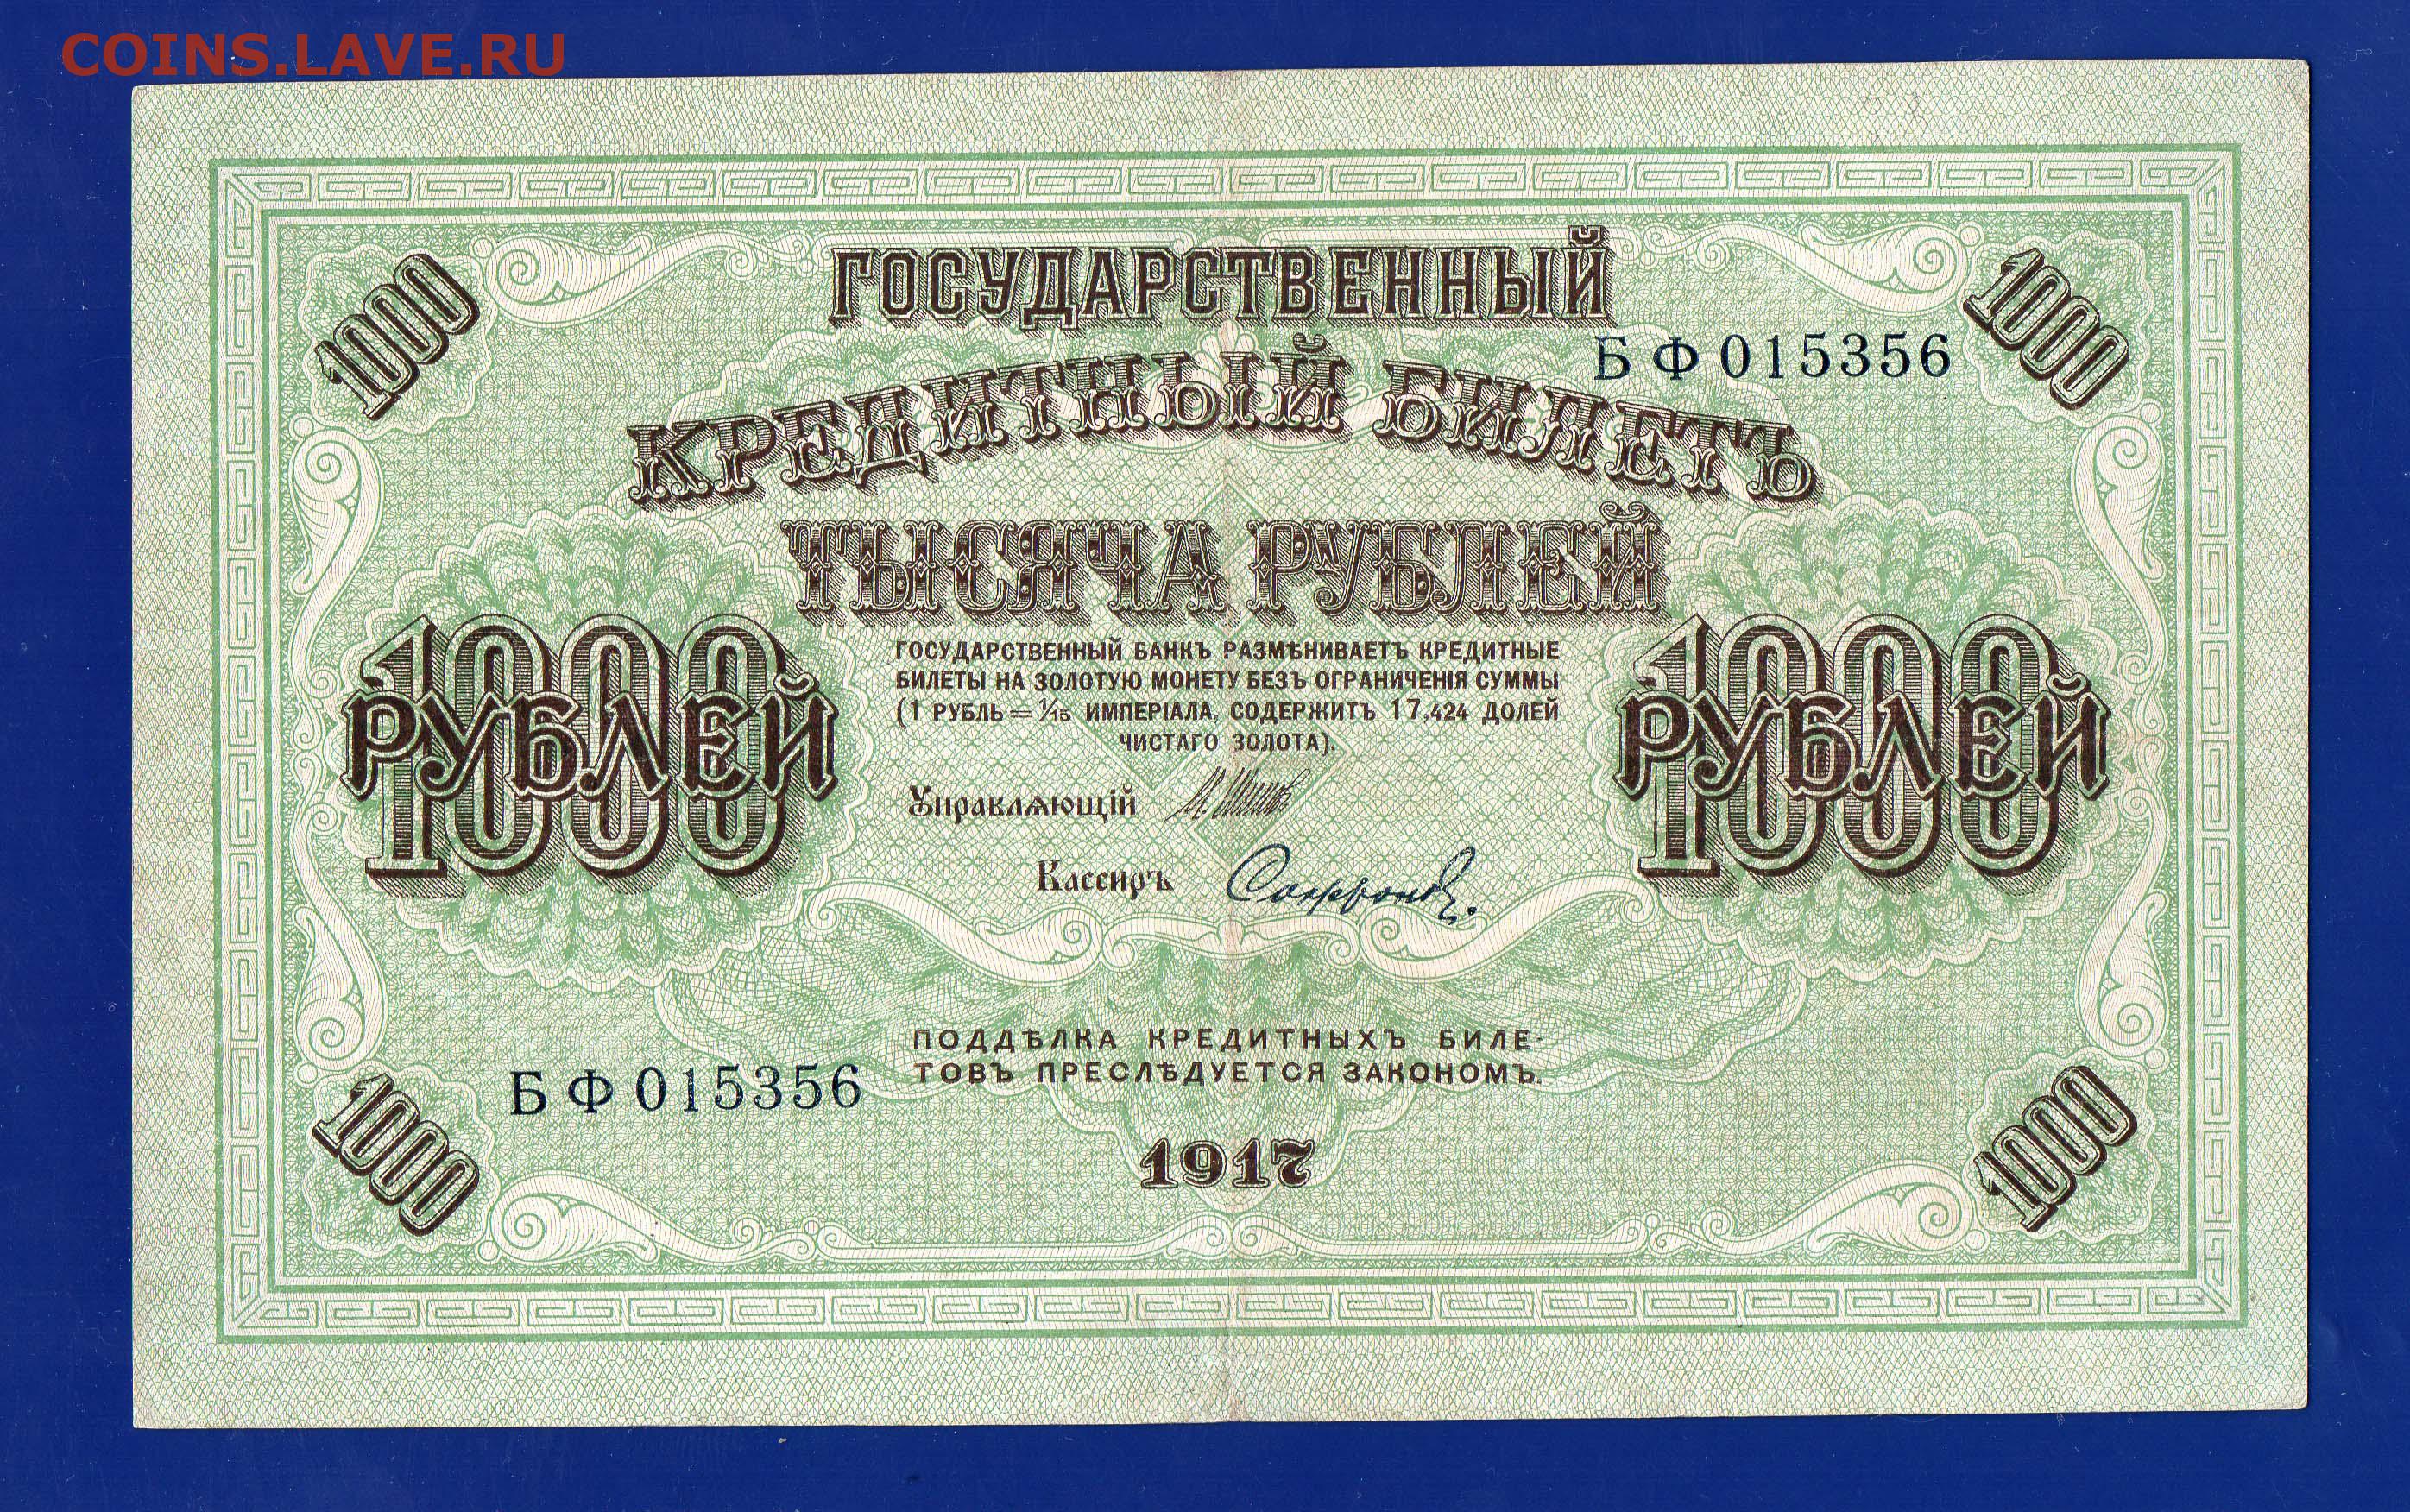 COINS.LAVE.RU
1000
ГОСУДАРСТВЕННЫЙ
1000
БФ 015356
КРЕДИТНЫЙ БИЛЕТЪ
ТЫСЯЧА РУБЛЕЙ
1000
РУБЛЕЙ
1000
РУБЛЕЙ
ГОСУДАРСТВЕННЫЙ БАНКЪ РАЗМѢНИВАЕТЪ КРЕДИТНЫЕ
БИЛЕТЫ НА ЗОЛОТУЮ МОНЕТУ БЕЗЪ ОГРАНИЧЕНІЯ СУММЫ
(1 РУБЛЬ = 1/15 ИМПЕРІАЛА, СОДЕРЖИТЪ 17,424 ДОЛЕЙ
ЧИСТАГО ЗОЛОТА).
Управляющій И. Шипов
Кассиръ Сафронов.
ПОДДѢЛКА КРЕДИТНЫХЪ БИЛЕ-
ТОВЪ ПРЕСЛѢДУЕТСЯ ЗАКОНОМЪ.
БФ 015356
1000
1917
1000